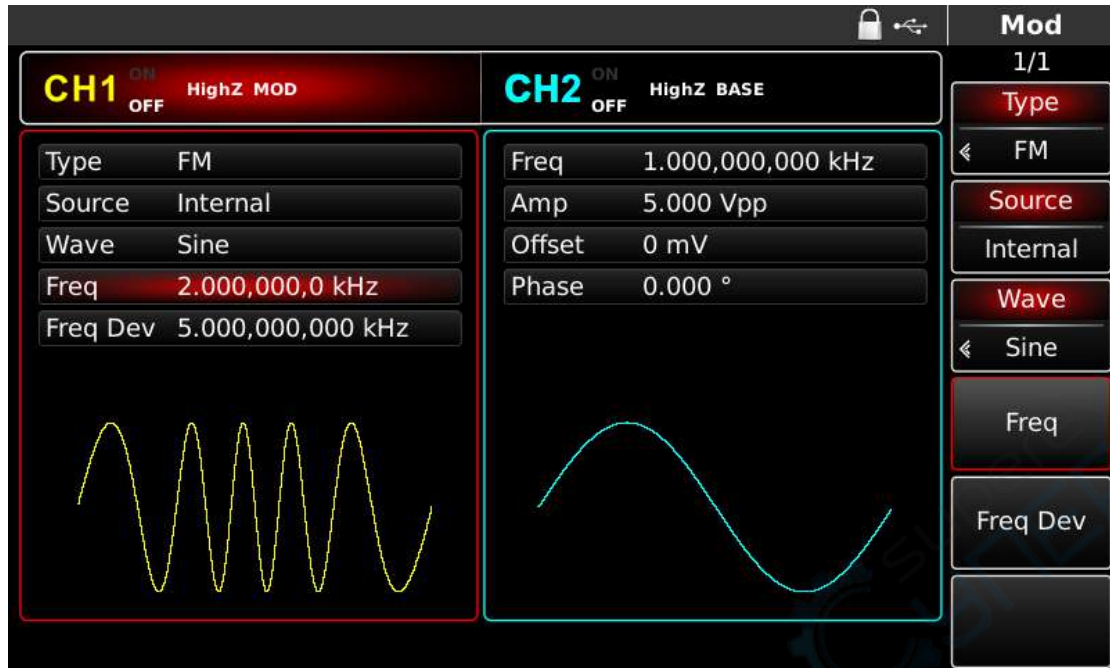 Mod
1/1
CH1 ON OFF HighZ MOD
CH2 ON OFF HighZ BASE
Type FM
Source Internal
Wave Sine
Freq 2.000,000,0 kHz
Freq Dev 5.000,000,000 kHz
Freq 1.000,000,000 kHz
Amp 5.000 Vpp
Offset 0 mV
Phase 0.000 °
Type
FM
Source
Internal
Wave
Sine
Freq
Freq Dev